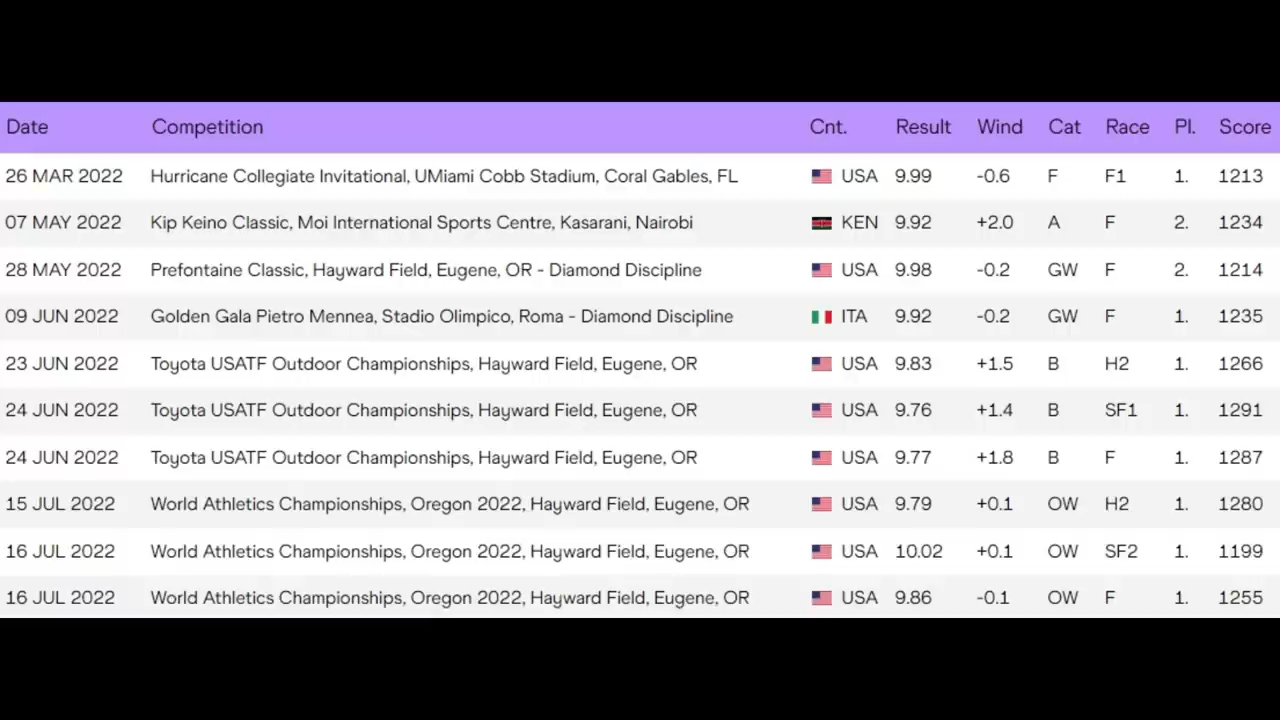 Date Competition Cnt. Result Wind Cat Race Pl. Score
26 MAR 2022 Hurricane Collegiate Invitational, UMiami Cobb Stadium, Coral Gables, FL USA 9.99 -0.6 F F1 1. 1213
07 MAY 2022 Kip Keino Classic, Moi International Sports Centre, Kasarani, Nairobi KEN 9.92 +2.0 A F 2. 1234
28 MAY 2022 Prefontaine Classic, Hayward Field, Eugene, OR - Diamond Discipline USA 9.98 -0.2 GW F 2. 1214
09 JUN 2022 Golden Gala Pietro Mennea, Stadio Olimpico, Roma - Diamond Discipline ITA 9.92 -0.2 GW F 1. 1235
23 JUN 2022 Toyota USATF Outdoor Championships, Hayward Field, Eugene, OR USA 9.83 +1.5 B H2 1. 1266
24 JUN 2022 Toyota USATF Outdoor Championships, Hayward Field, Eugene, OR USA 9.76 +1.4 B SF1 1. 1291
24 JUN 2022 Toyota USATF Outdoor Championships, Hayward Field, Eugene, OR USA 9.77 +1.8 B F 1. 1287
15 JUL 2022 World Athletics Championships, Oregon 2022, Hayward Field, Eugene, OR USA 9.79 +0.1 OW H2 1. 1280
16 JUL 2022 World Athletics Championships, Oregon 2022, Hayward Field, Eugene, OR USA 10.02 +0.1 OW SF2 1. 1199
16 JUL 2022 World Athletics Championships, Oregon 2022, Hayward Field, Eugene, OR USA 9.86 -0.1 OW F 1. 1255